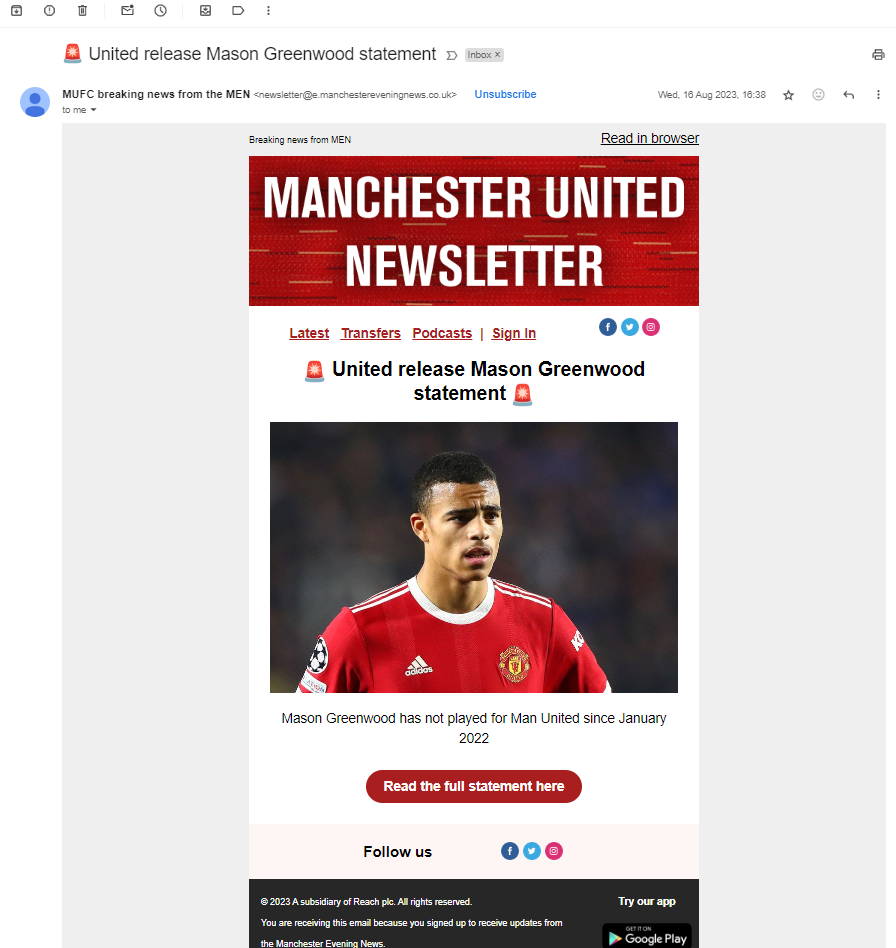 🚨 United release Mason Greenwood statement Inbox ×
MUFC breaking news from the MEN <newsletter@e.manchestereveningnews.co.uk> Unsubscribe Wed, 16 Aug 2023, 16:38
to me
Breaking news from MEN Read in browser
MANCHESTER UNITED
NEWSLETTER
Latest Transfers Podcasts | Sign In
🚨 United release Mason Greenwood
statement 🚨
adidas
Mason Greenwood has not played for Man United since January
2022
Read the full statement here
Follow us
© 2023 A subsidiary of Reach plc. All rights reserved. Try our app
You are receiving this email because you signed up to receive updates from
the Manchester Evening News.
GET IT ON
Google Play